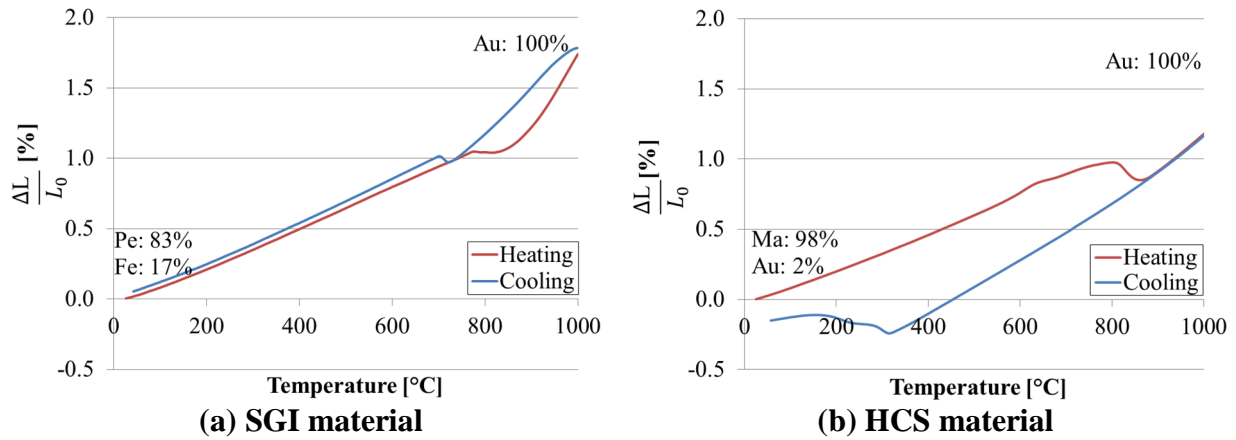 2.0
1.5
1.0
0.5
0.0
-0.5
ΔL
L₀
[%]
Au: 100%
Pe: 83%
Fe: 17%
Heating
Cooling
0 200 400 600 800 1000
Temperature [°C]
(a) SGI material
2.0
1.5
1.0
0.5
0.0
-0.5
ΔL
L₀
[%]
Au: 100%
Ma: 98%
Au: 2%
Heating
Cooling
0 200 400 600 800 1000
Temperature [°C]
(b) HCS material